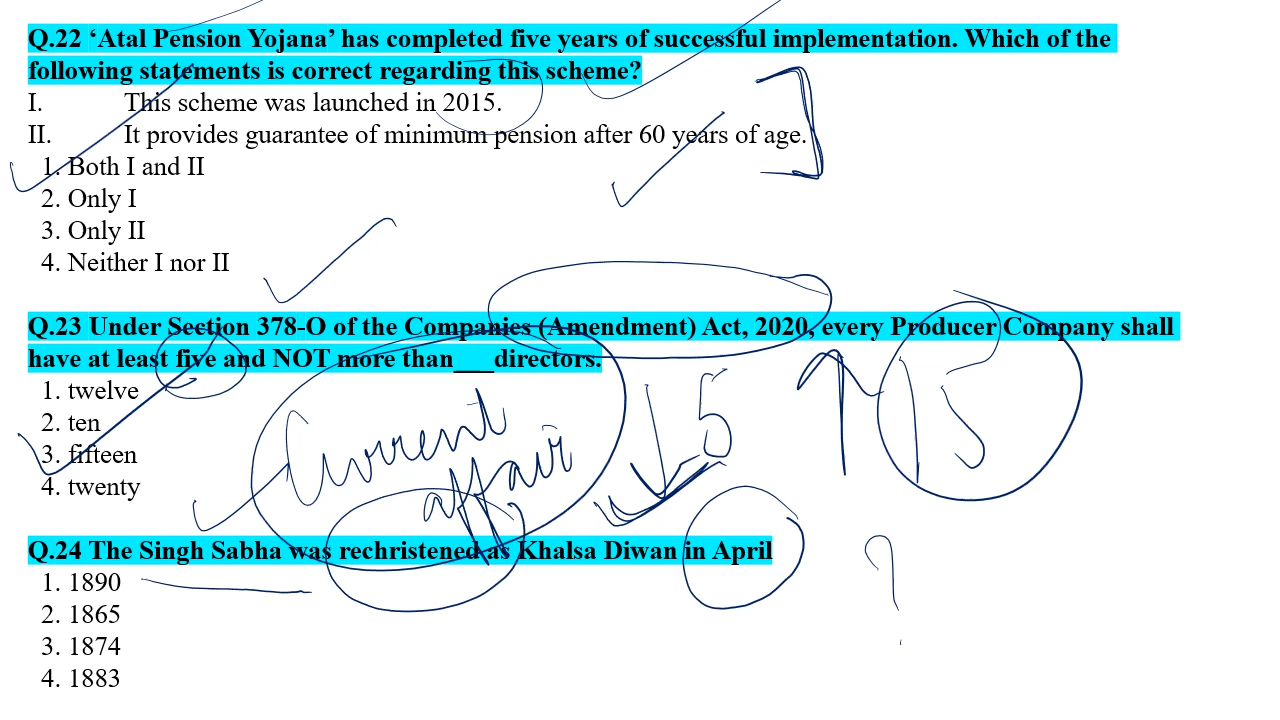 Q.22 ‘Atal Pension Yojana’ has completed five years of successful implementation. Which of the
following statements is correct regarding this scheme?
I. This scheme was launched in 2015.
II. It provides guarantee of minimum pension after 60 years of age.
1. Both I and II
2. Only I
3. Only II
4. Neither I nor II
Q.23 Under Section 378-O of the Companies (Amendment) Act, 2020, every Producer Company shall
have at least five and NOT more than___directors.
1. twelve
2. ten
3. fifteen
4. twenty
5
15
Current
affair
Q.24 The Singh Sabha was rechristened as Khalsa Diwan in April
?
1. 1890
2. 1865
3. 1874
4. 1883